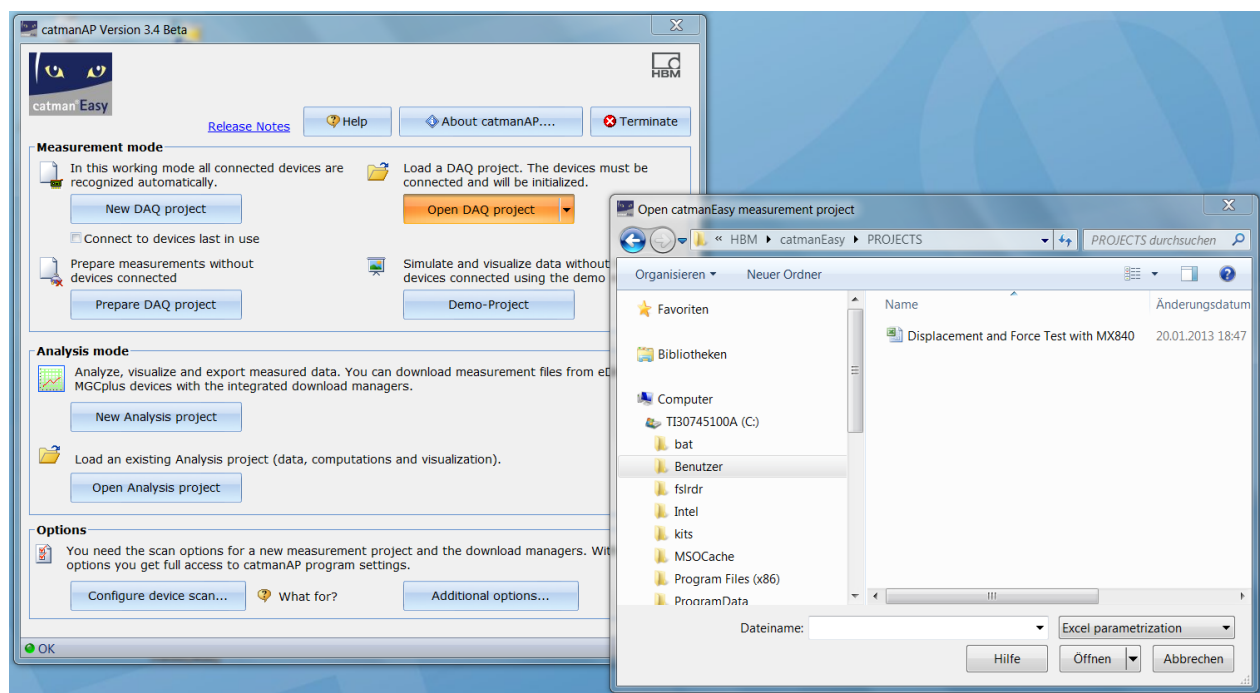 catmanAP Version 3.4 Beta
catman Easy
HBM
Release Notes
Help
About catmanAP....
Terminate
Measurement mode
In this working mode all connected devices are
recognized automatically.
New DAQ project
Connect to devices last in use
Load a DAQ project. The devices must be
connected and will be initialized.
Open DAQ project
Prepare measurements without
devices connected
Prepare DAQ project
Simulate and visualize data without
devices connected using the demo
Demo-Project
Analysis mode
Analyze, visualize and export measured data. You can download measurement files from
MGCplus devices with the integrated download managers.
New Analysis project
Load an existing Analysis project (data, computations and visualization).
Open Analysis project
Options
You need the scan options for a new measurement project and the download managers.
options you get full access to catmanAP program settings.
Configure device scan...
What for?
Additional options...
OK
Open catmanEasy measurement project
« HBM catmanEasy PROJECTS
PROJECTS durchsuchen
Organisieren
Neuer Ordner
Favoriten
Bibliotheken
Computer
TI30745100A (C:)
bat
Benutzer
fslrdr
Intel
kits
MSOCache
Program Files (x86)
ProgramData
Name
Änderungsdatum
Displacement and Force Test with MX840
20.01.2013 18:47
Dateiname:
Excel parametrization
Hilfe
Öffnen
Abbrechen